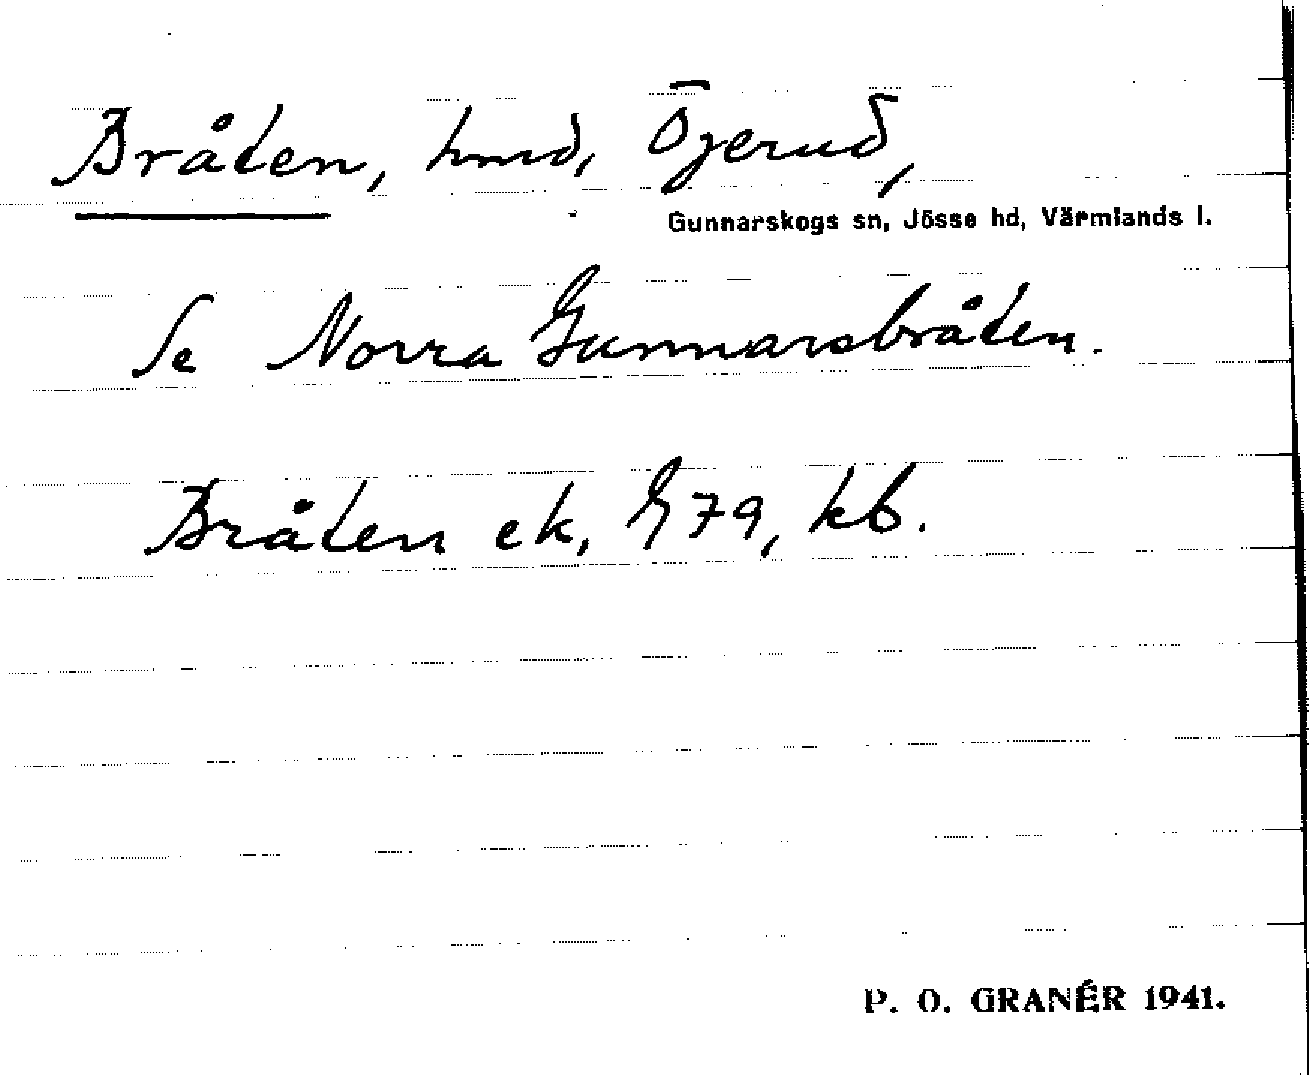 Bråten, hmd, Öjerud,
Gunnarskogs sn, Jösse hd, Värmlands l.
Se Norra Gunnarsbråten.
Bråten ek, G 79, kb.
P. O. GRANÉR 1941.